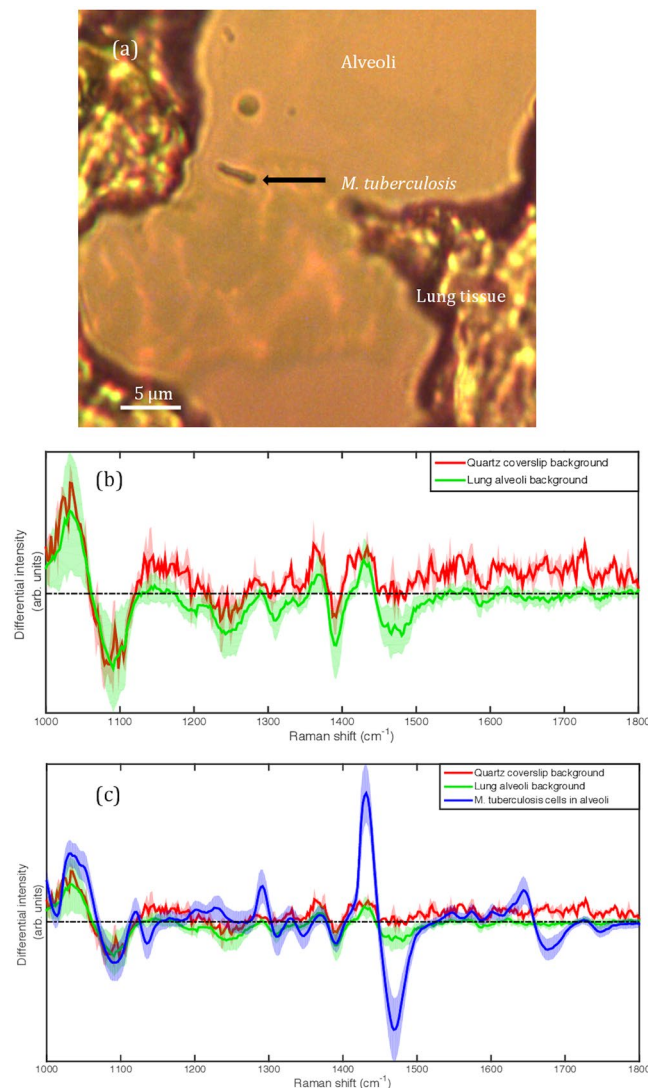 (a)
Alveoli
M. tuberculosis
Lung tissue
5 µm
(b)
Quartz coverslip background
Lung alveoli background
Differential intensity
(arb. units)
1000 1100 1200 1300 1400 1500 1600 1700 1800
Raman shift (cm⁻¹)
(c)
Quartz coverslip background
Lung alveoli background
M. tuberculosis cells in alveoli
Differential intensity
(arb. units)
1000 1100 1200 1300 1400 1500 1600 1700 1800
Raman shift (cm⁻¹)